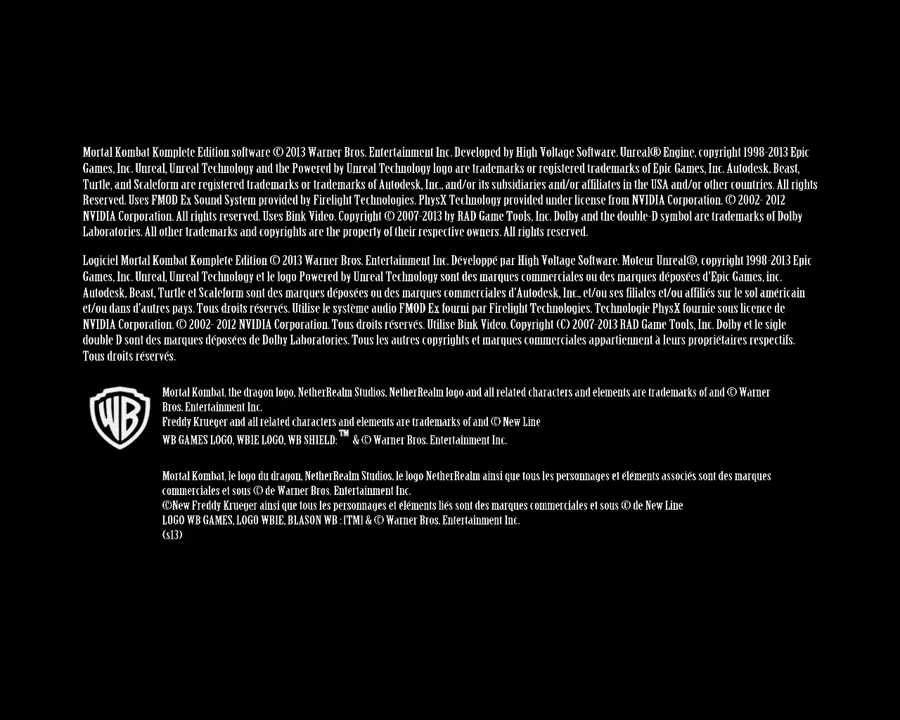 Mortal Kombat Komplete Edition software © 2013 Warner Bros. Entertainment Inc. Developed by High Voltage Software. Unreal® Engine, copyright 1998-2013 Epic
Games, Inc. Unreal, Unreal Technology and the Powered by Unreal Technology logo are trademarks or registered trademarks of Epic Games, Inc. Autodesk, Beast,
Turtle, and Scaleform are registered trademarks or trademarks of Autodesk, Inc., and/or its subsidiaries and/or affiliates in the USA and/or other countries. All rights
Reserved. Uses FMOD Ex Sound System provided by Firelight Technologies. PhysX Technology provided under license from NVIDIA Corporation. © 2002- 2012
NVIDIA Corporation. All rights reserved. Uses Bink Video. Copyright © 2007-2013 by RAD Game Tools, Inc. Dolby and the double-D symbol are trademarks of Dolby
Laboratories. All other trademarks and copyrights are the property of their respective owners. All rights reserved.
Logiciel Mortal Kombat Komplete Edition © 2013 Warner Bros. Entertainment Inc. Développé par High Voltage Software. Moteur Unreal®, copyright 1998-2013 Epic
Games, Inc. Unreal, Unreal Technology et le logo Powered by Unreal Technology sont des marques commerciales ou des marques déposées d'Epic Games, inc.
Autodesk, Beast, Turtle et Scaleform sont des marques déposées ou des marques commerciales d'Autodesk, Inc., et/ou ses filiales et/ou affiliés sur le sol américain
et/ou dans d'autres pays. Tous droits réservés. Utilise le système audio FMOD Ex fourni par Firelight Technologies. Technologie PhysX fournie sous licence de
NVIDIA Corporation. © 2002- 2012 NVIDIA Corporation. Tous droits réservés. Utilise Bink Video. Copyright (C) 2007-2013 RAD Game Tools, Inc. Dolby et le sigle
double D sont des marques déposées de Dolby Laboratories. Tous les autres copyrights et marques commerciales appartiennent à leurs propriétaires respectifs.
Tous droits réservés.
WB
Mortal Kombat, the dragon logo, NetherRealm Studios, NetherRealm logo and all related characters and elements are trademarks of and © Warner
Bros. Entertainment Inc.
Freddy Krueger and all related characters and elements are trademarks of and © New Line
WB GAMES LOGO, WBIE LOGO, WB SHIELD: ™ & © Warner Bros. Entertainment Inc.
Mortal Kombat, le logo du dragon, NetherRealm Studios, le logo NetherRealm ainsi que tous les personnages et éléments associés sont des marques
commerciales et sous © de Warner Bros. Entertainment Inc.
©New Freddy Krueger ainsi que tous les personnages et éléments liés sont des marques commerciales et sous © de New Line
LOGO WB GAMES, LOGO WBIE, BLASON WB : (TM) & © Warner Bros. Entertainment Inc.
(s13)